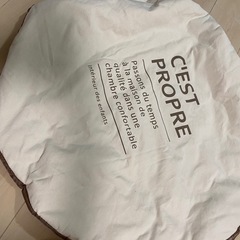 C'EST
PROPRE
Passons du temps
à la maison de
qualité dans une
chambre confortable
intérieur des enfants